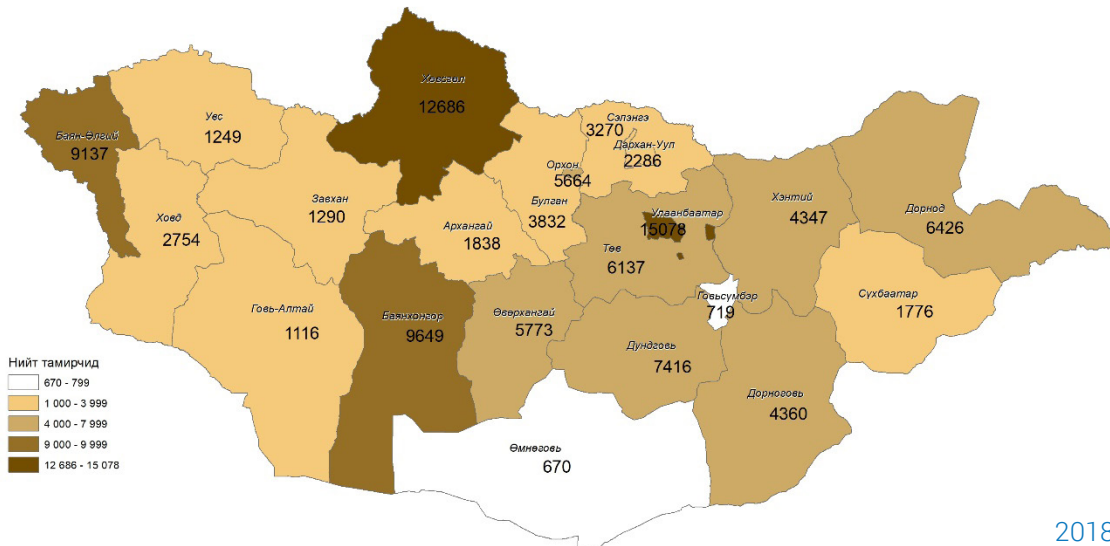 Хөвсгөл
12686
Увс
1249
Баян-Өлгий
9137
Сэлэнгэ
3270
Дархан-Уул
2286
Орхон
5664
Завхан
1290
Булган
3832
Ховд
2754
Архангай
1838
Улаанбаатар
15078
Хэнтий
4347
Дорнод
6426
Төв
6137
Говь-Алтай
1116
Баянхонгор
9649
Өвөрхангай
5773
Говьсүмбэр
719
Сүхбаатар
1776
Дундговь
7416
Дорноговь
4360
Өмнөговь
670
Нийт тамирчид
670 - 799
1 000 - 3 999
4 000 - 7 999
9 000 - 9 999
12 686 - 15 078
2018